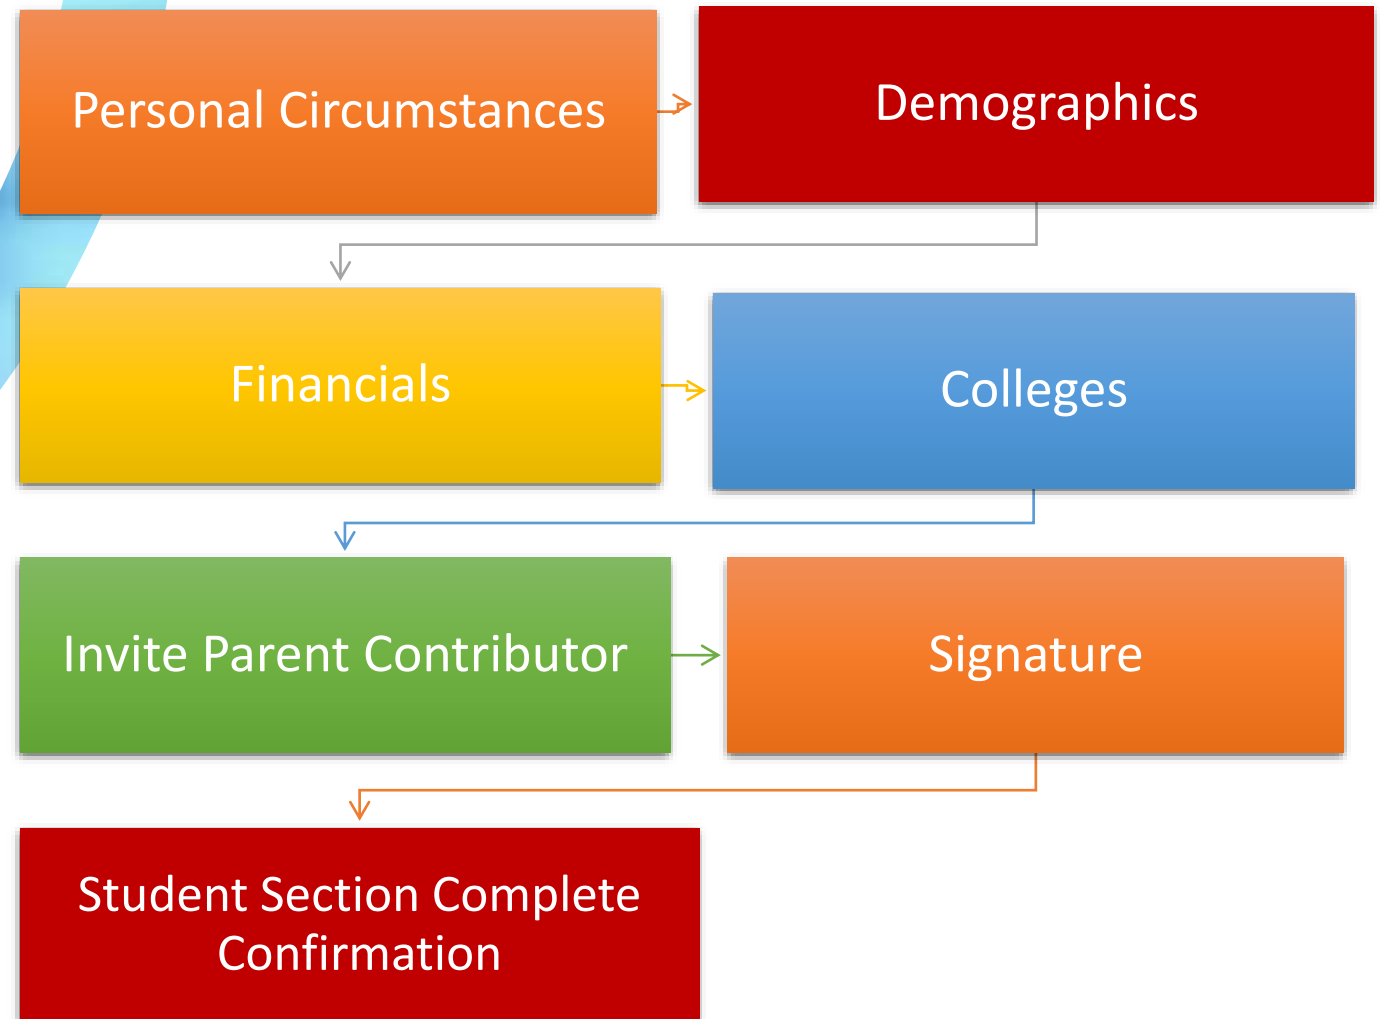 Personal Circumstances
Demographics
Financials
Colleges
Invite Parent Contributor
Signature
Student Section Complete
Confirmation